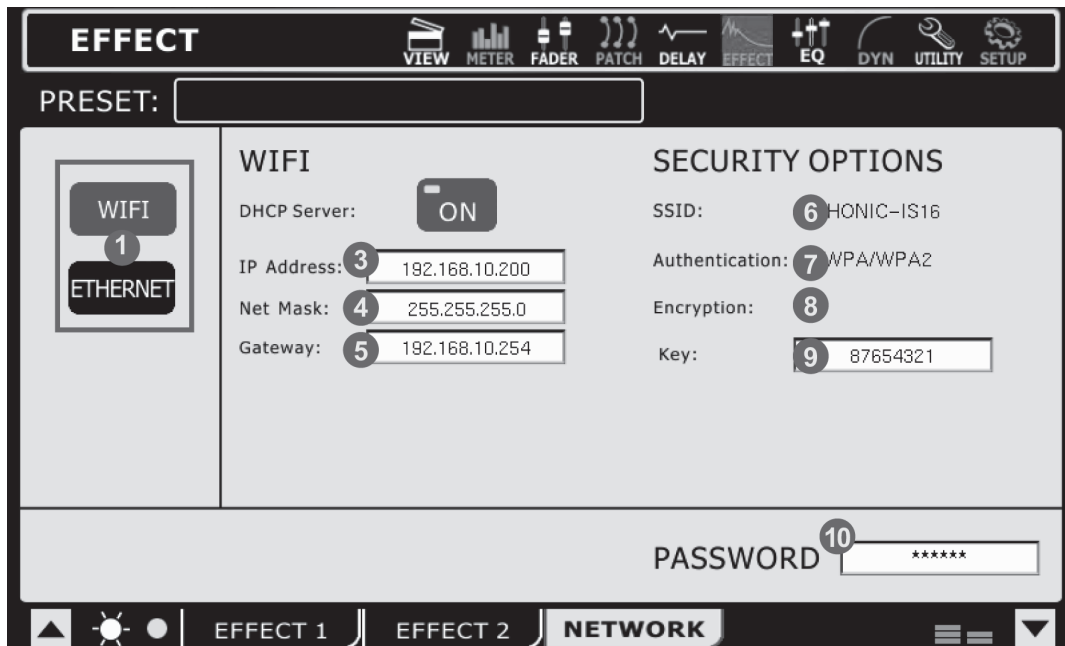 EFFECT
VIEW METER FADER PATCH DELAY EFFECT EQ DYN UTILITY SETUP
PRESET:
WIFI
1
ETHERNET
WIFI
DHCP Server: ON
IP Address: 3 192.168.10.200
Net Mask: 4 255.255.255.0
Gateway: 5 192.168.10.254
SECURITY OPTIONS
SSID: 6 HONIC-IS16
Authentication: 7 WPA/WPA2
Encryption: 8
Key: 9 87654321
PASSWORD 10 ******
EFFECT 1 EFFECT 2 NETWORK